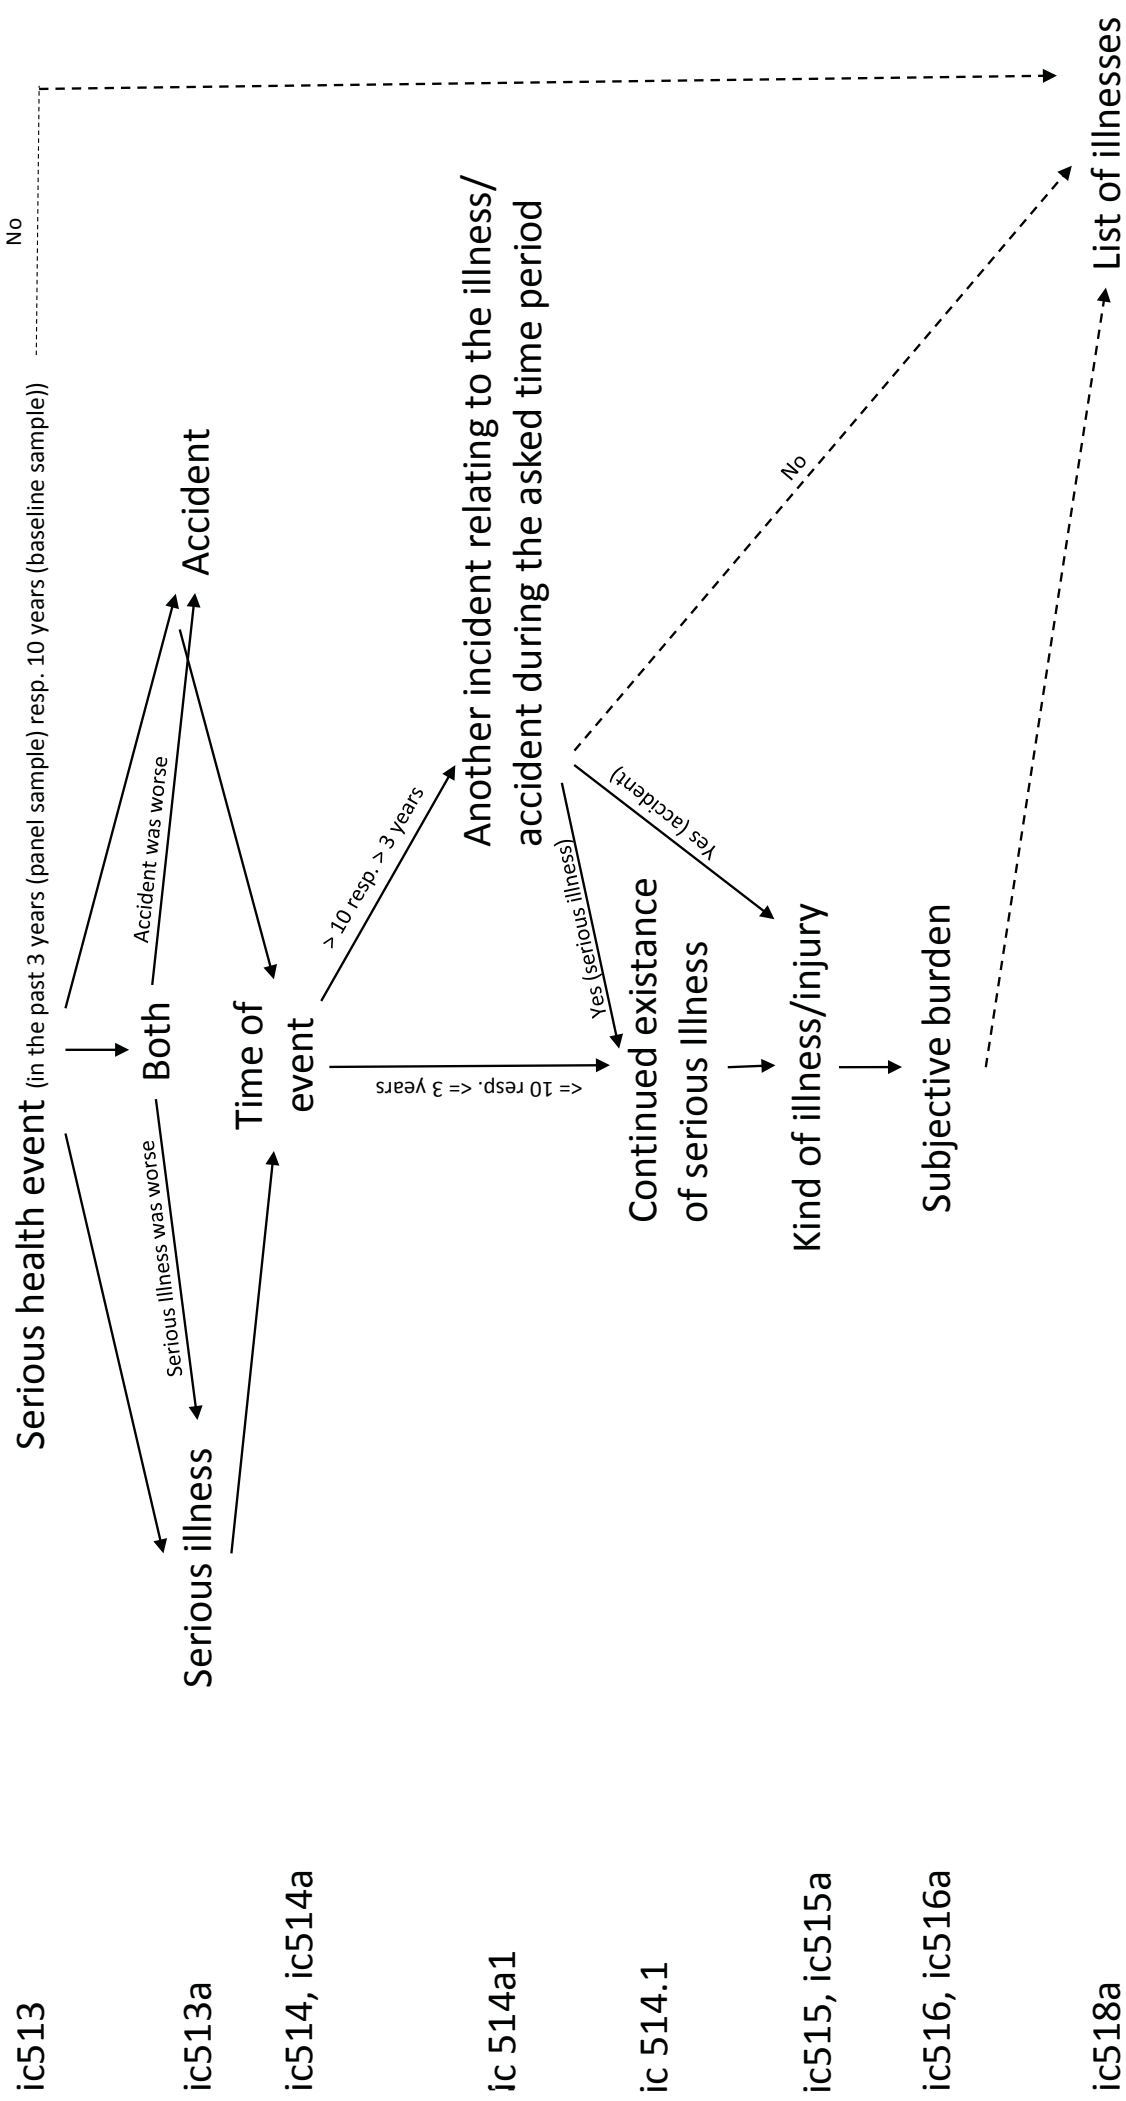 ic513
Serious health event (in the past 3 years (panel sample) resp. 10 years (baseline sample))
No
ic513a
Both
Serious Illness was worse
Accident was worse
Serious illness
Accident
ic514, ic514a
Time of
event
<= 10 resp. <= 3 years
> 10 resp. > 3 years
ic 514a1
Another incident relating to the illness/
accident during the asked time period
Yes (serious illness)
Yes (accident)
No
ic 514.1
Continued existance
of serious Illness
ic515, ic515a
Kind of illness/injury
ic516, ic516a
Subjective burden
ic518a
List of illnesses